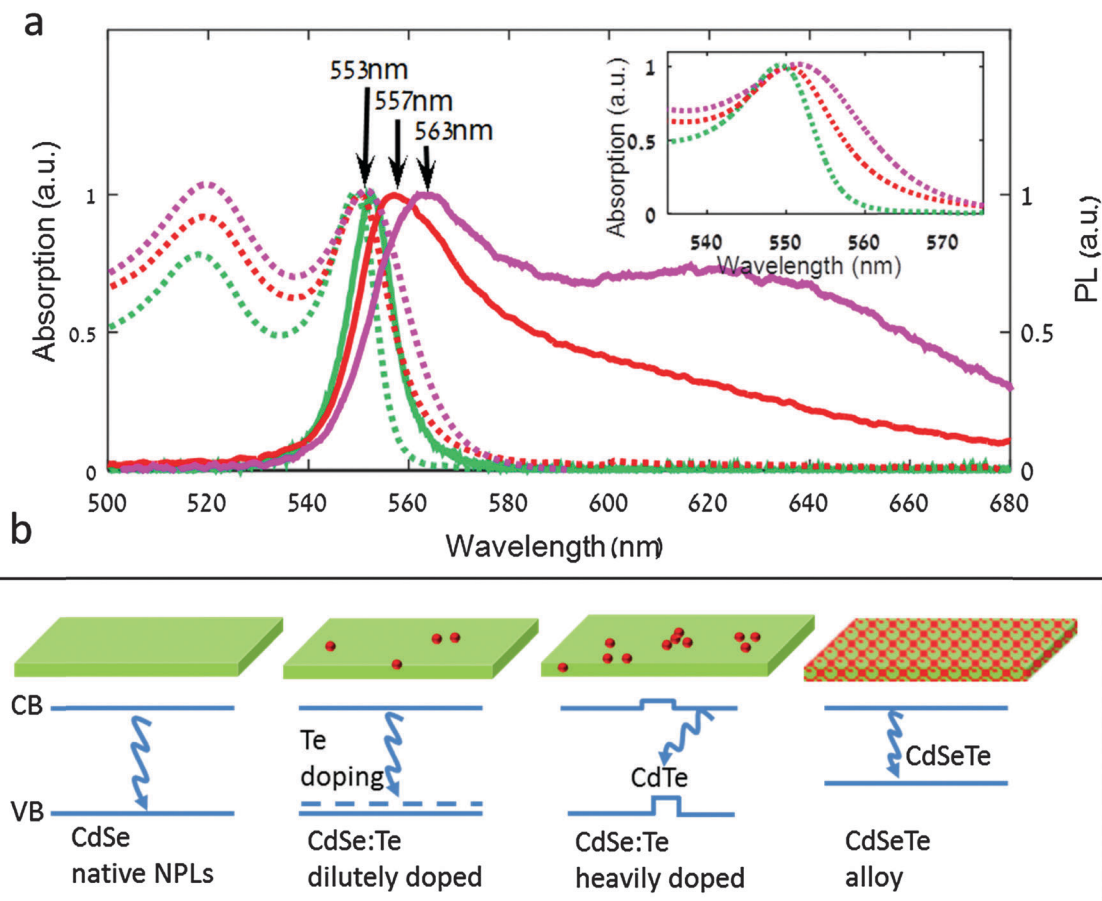 a
553nm
557nm
563nm
Absorption (a.u.)
1
0.5
0
500 520 540 560 580 600 620 640 660 680
Wavelength (nm)
1
0.5
0
PL (a.u.)
Absorption (a.u.)
1
0.5
0
540 550 560 570
Wavelength (nm)
b
CB
VB
CdSe
native NPLs
Te
doping
CdSe:Te
dilutely doped
CdTe
CdSe:Te
heavily doped
CdSeTe
CdSeTe
alloy